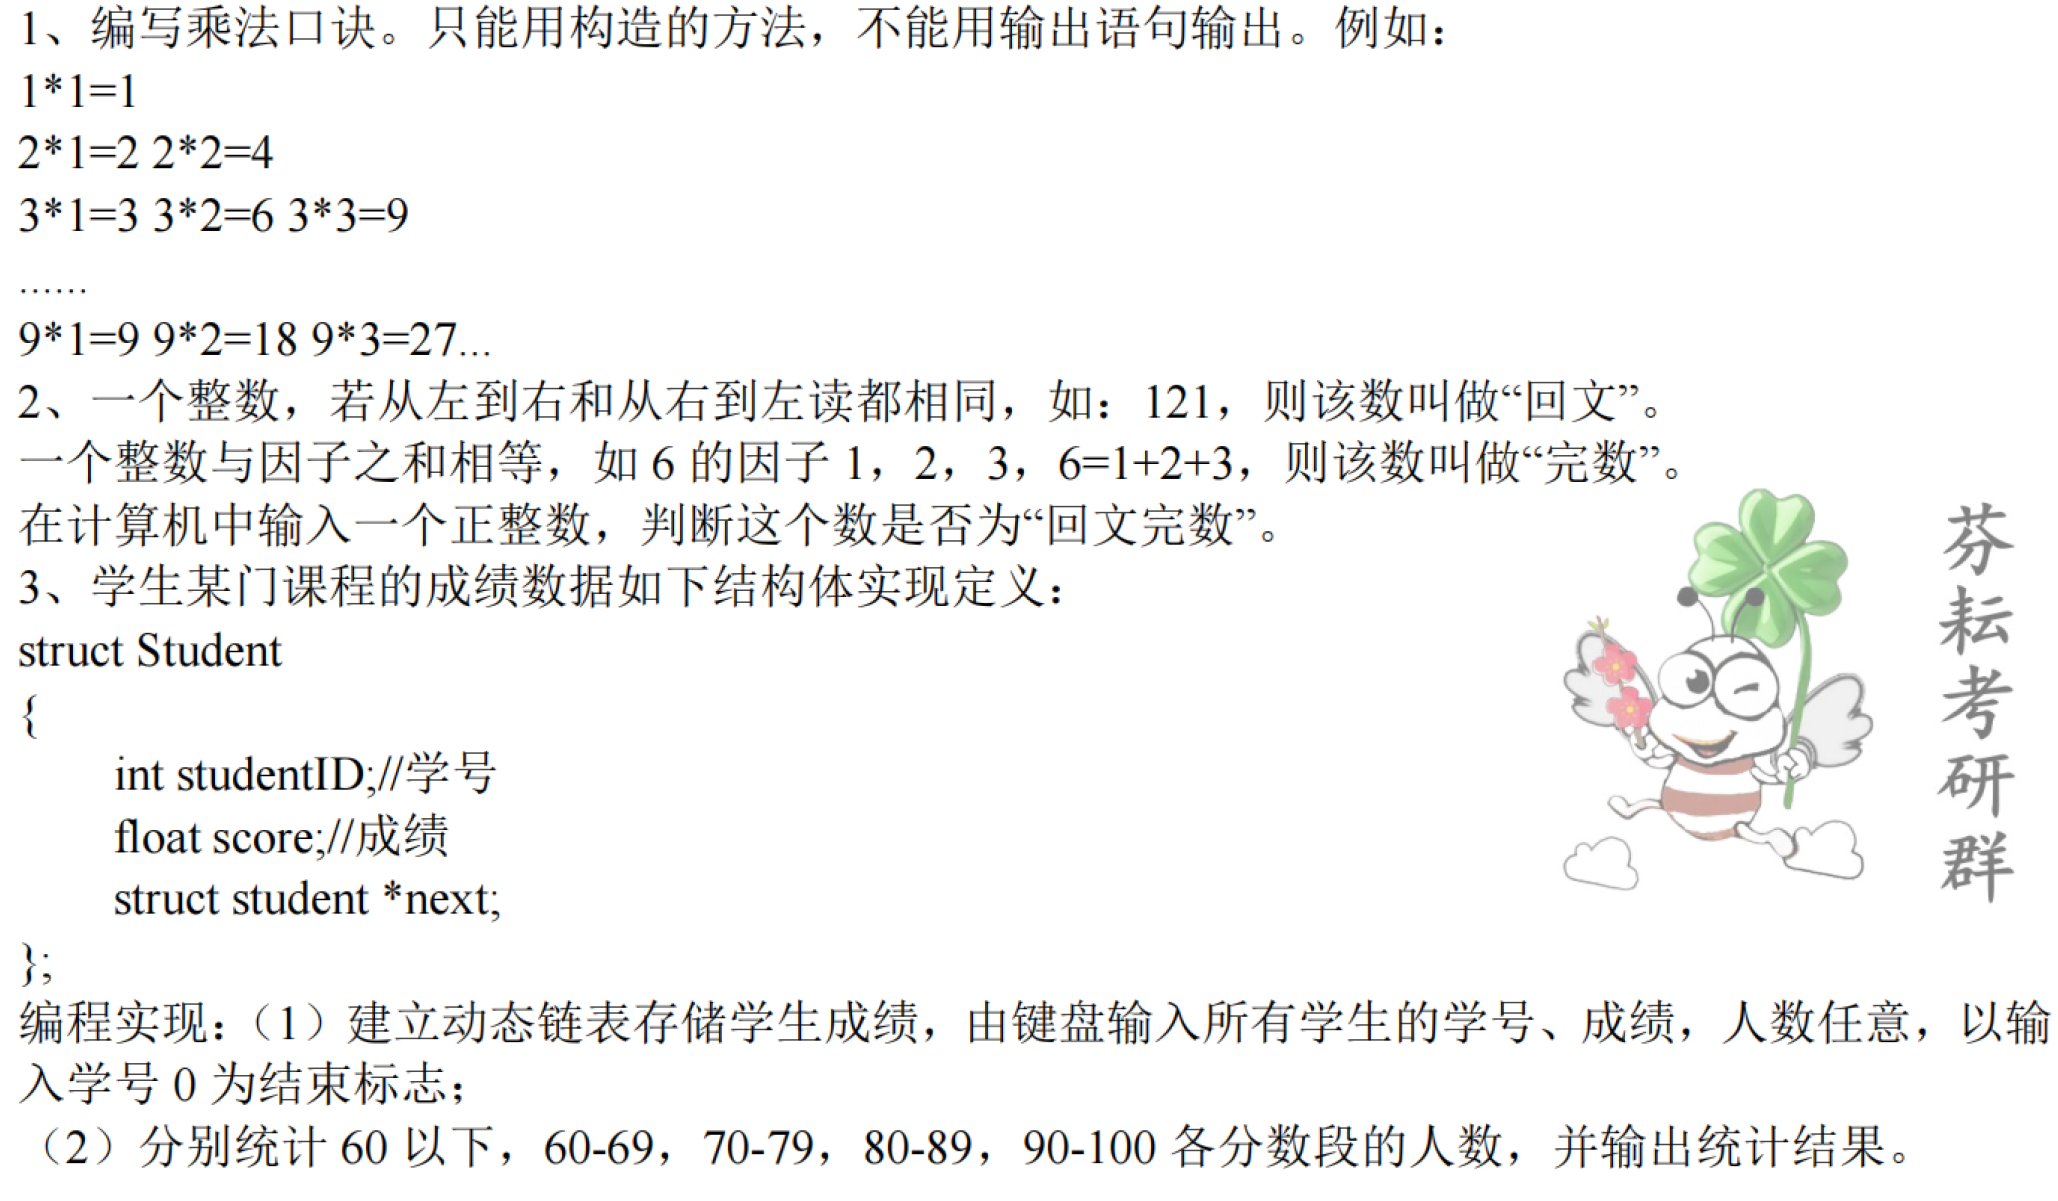 1、编写乘法口诀。只能用构造的方法，不能用输出语句输出。例如：
1*1=1
2*1=2 2*2=4
3*1=3 3*2=6 3*3=9
……
9*1=9 9*2=18 9*3=27...
2、一个整数，若从左到右和从右到左读都相同，如：121，则该数叫做“回文”。
一个整数与因子之和相等，如 6 的因子 1，2，3，6=1+2+3，则该数叫做“完数”。
在计算机中输入一个正整数，判断这个数是否为“回文完数”。
3、学生某门课程的成绩数据如下结构体实现定义：
struct Student
{
int studentID;//学号
float score;//成绩
struct student *next;
};
编程实现：（1）建立动态链表存储学生成绩，由键盘输入所有学生的学号、成绩，人数任意，以输
入学号 0 为结束标志；
（2）分别统计 60 以下，60-69，70-79，80-89，90-100 各分数段的人数，并输出统计结果。
芬耘考研群